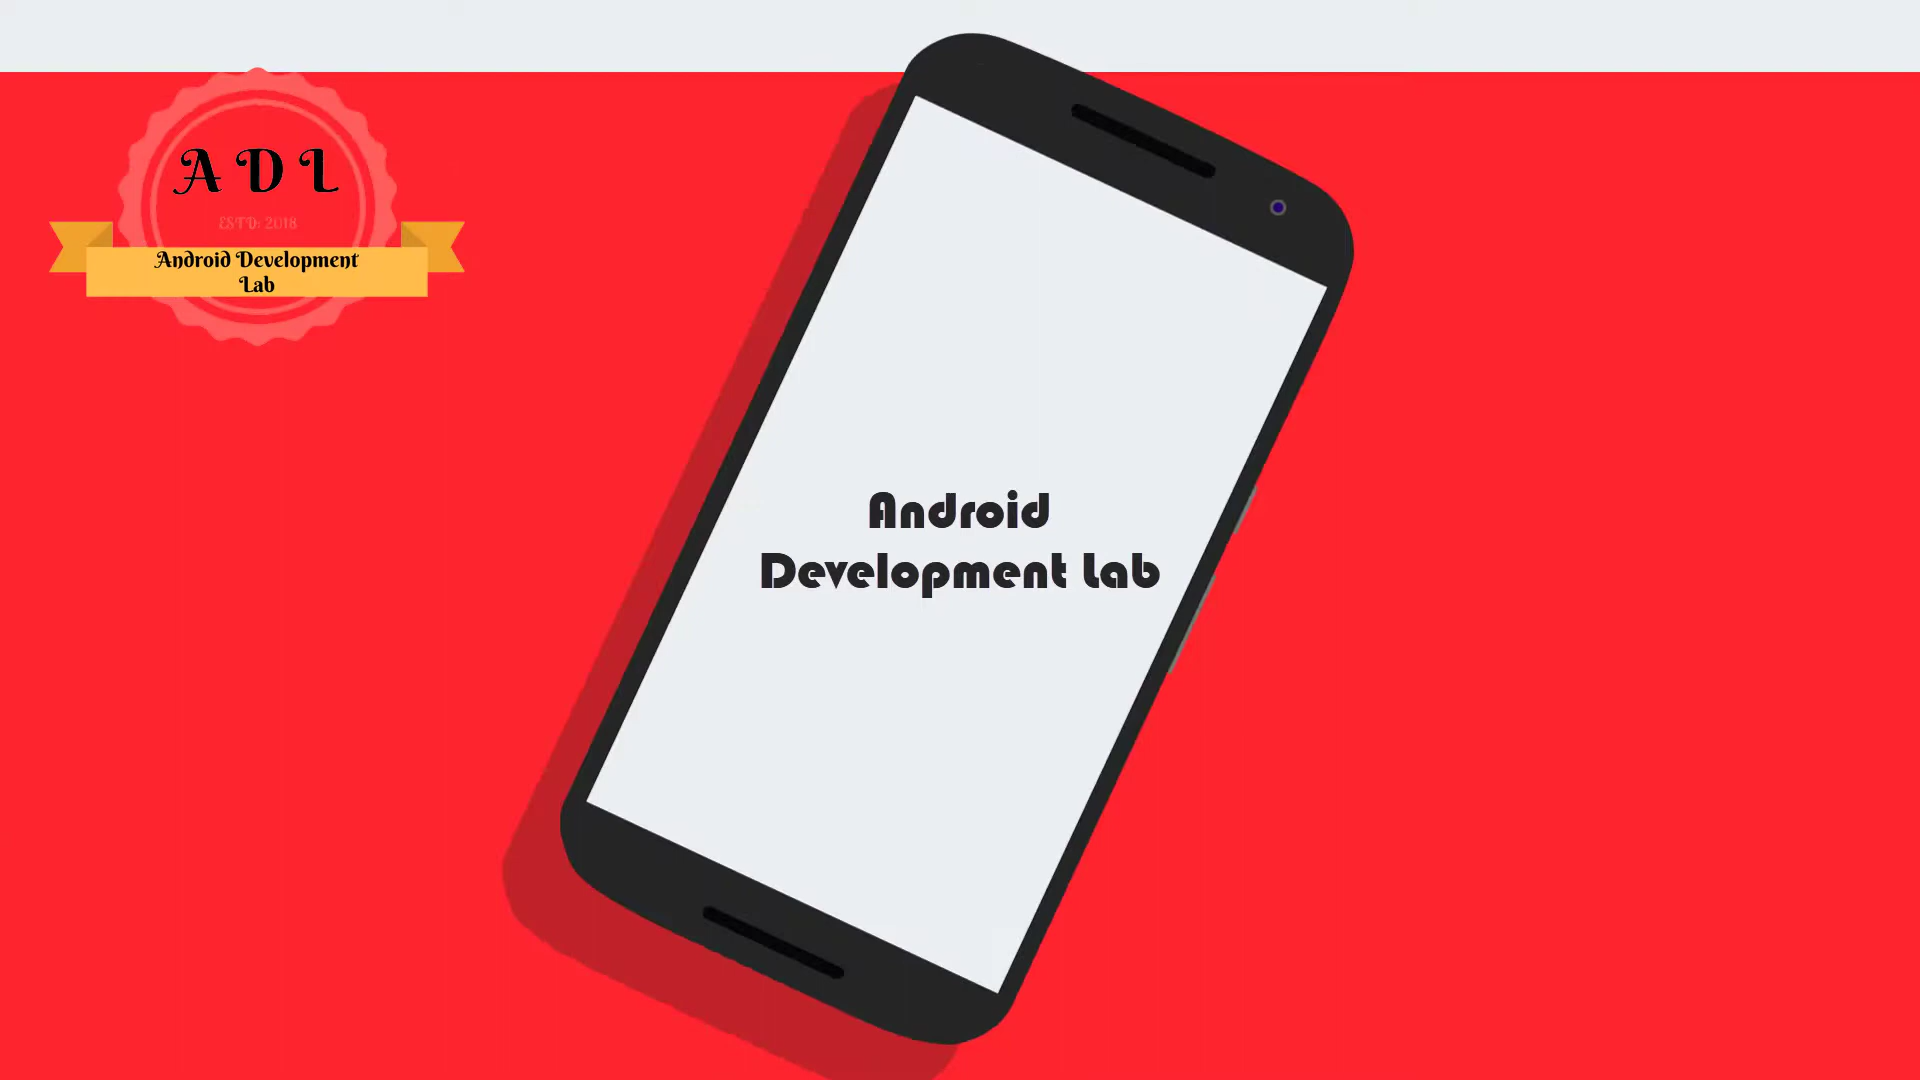 A D L
ESTD: 2018
Android Development
Lab
Android
Development Lab